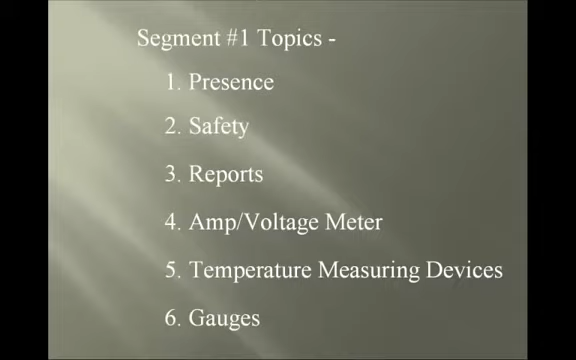 Segment #1 Topics -
1. Presence
2. Safety
3. Reports
4. Amp/Voltage Meter
5. Temperature Measuring Devices
6. Gauges